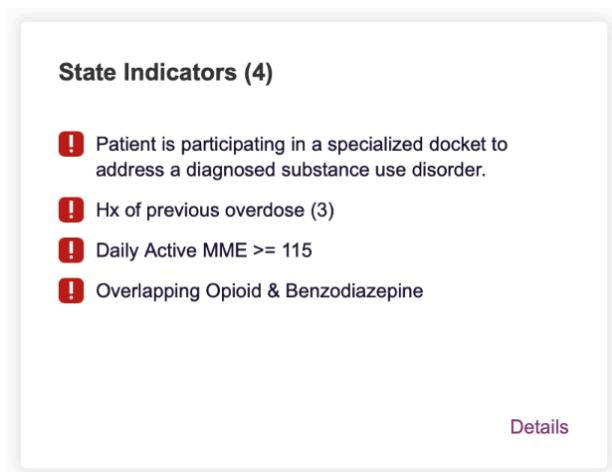 State Indicators (4)
! Patient is participating in a specialized docket to
address a diagnosed substance use disorder.
! Hx of previous overdose (3)
! Daily Active MME >= 115
! Overlapping Opioid & Benzodiazepine
Details